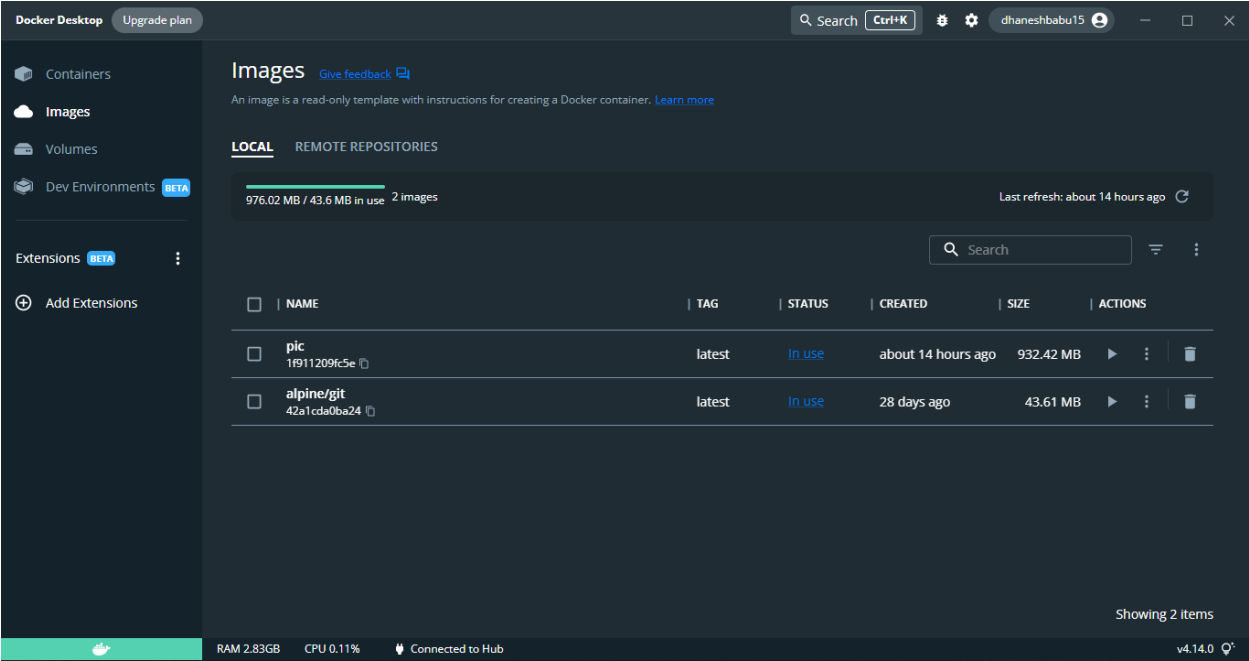 Docker Desktop Upgrade plan Search Ctrl+K dhaneshbabu15
Containers
Images
Volumes
Dev Environments BETA
Extensions BETA
Add Extensions
Images Give feedback
An image is a read-only template with instructions for creating a Docker container. Learn more
LOCAL REMOTE REPOSITORIES
976.02 MB / 43.6 MB in use 2 images Last refresh: about 14 hours ago
Search
NAME TAG STATUS CREATED SIZE ACTIONS
pic
1f911209fc5e
latest In use about 14 hours ago 932.42 MB
alpine/git
42a1cda0ba24
latest In use 28 days ago 43.61 MB
Showing 2 items
RAM 2.83GB CPU 0.11% Connected to Hub v4.14.0